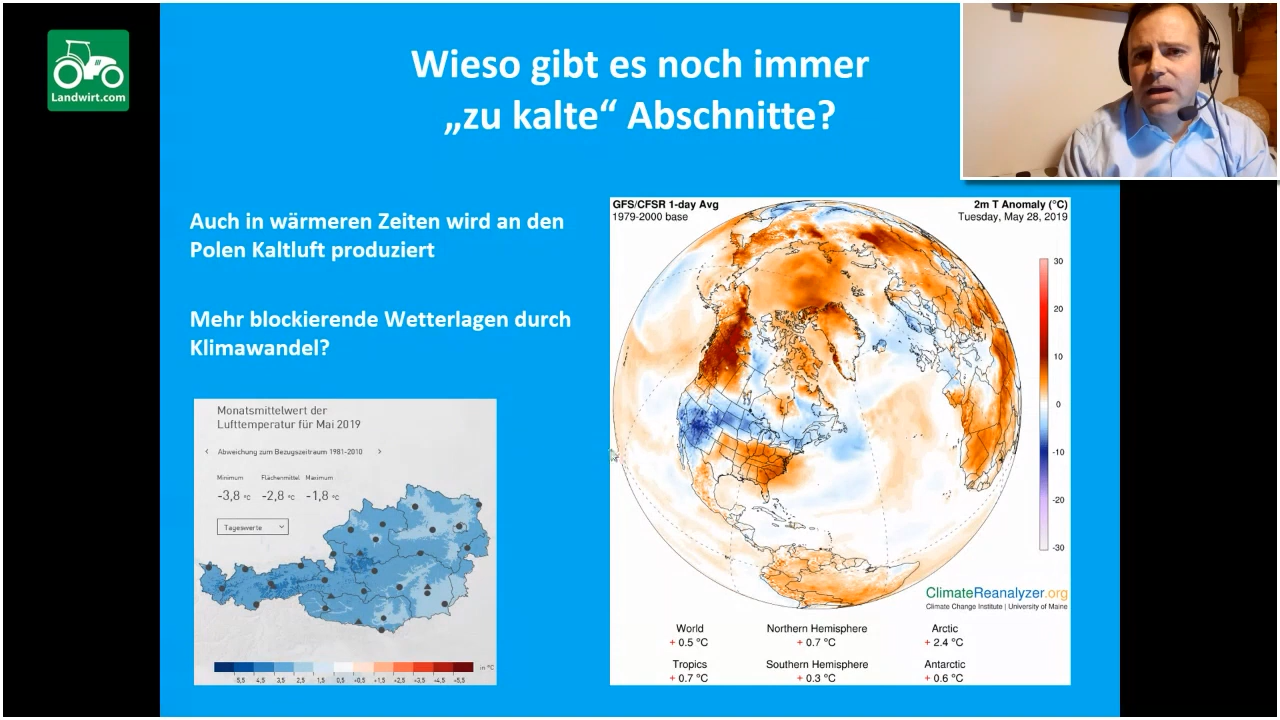 Landwirt.com
Wieso gibt es noch immer
„zu kalte“ Abschnitte?
Auch in wärmeren Zeiten wird an den
Polen Kaltluft produziert
Mehr blockierende Wetterlagen durch
Klimawandel?
Monatsmittelwert der
Lufttemperatur für Mai 2019
‹ Abweichung zum Bezugszeitraum 1981-2010 ›
Minimum Flächenmittel Maximum
-3,8 °C -2,8 °C -1,8 °C
Tageswerte
in °C
-5,5 4,5 3,5 2,5 1,5 0,5 +0,5 +1,5 +2,5 +3,5 +4,5 +5,5
GFS/CFSR 1-day Avg 2m T Anomaly (°C)
1979-2000 base Tuesday, May 28, 2019
30
20
10
0
-10
-20
-30
ClimateReanalyzer.org
Climate Change Institute | University of Maine
World Northern Hemisphere Arctic
+ 0.5 °C + 0.7 °C + 2.4 °C
Tropics Southern Hemisphere Antarctic
+ 0.7 °C + 0.3 °C + 0.6 °C